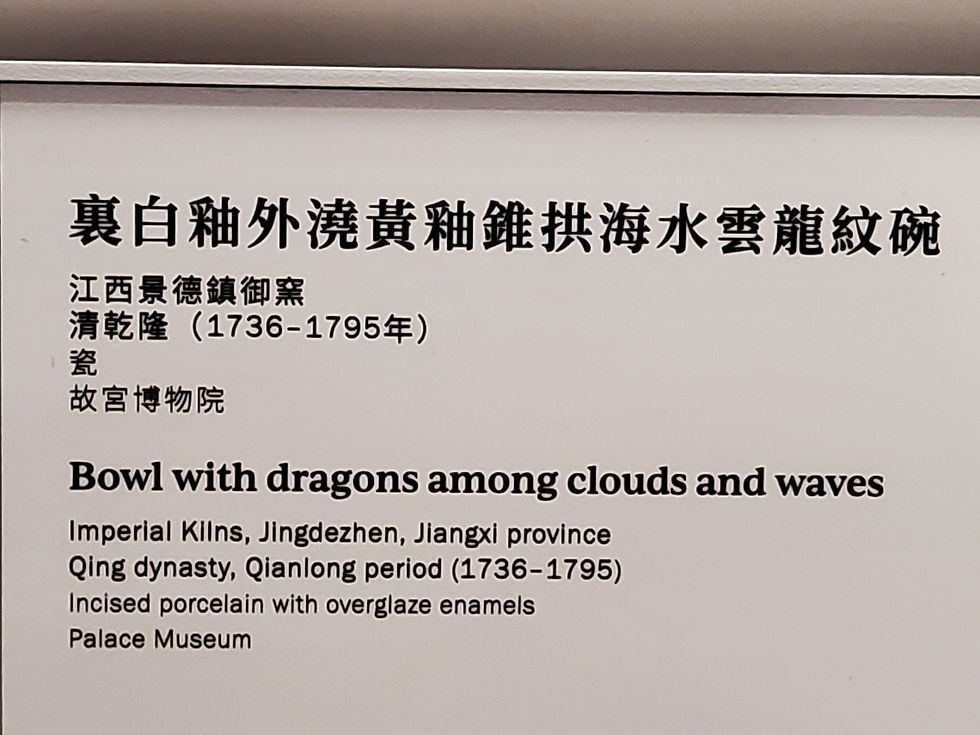 裏白釉外澆黃釉錐拱海水雲龍紋碗
江西景德鎮御窯
清乾隆（1736–1795年）
瓷
故宮博物院
Bowl with dragons among clouds and waves
Imperial Kilns, Jingdezhen, Jiangxi province
Qing dynasty, Qianlong period (1736–1795)
Incised porcelain with overglaze enamels
Palace Museum